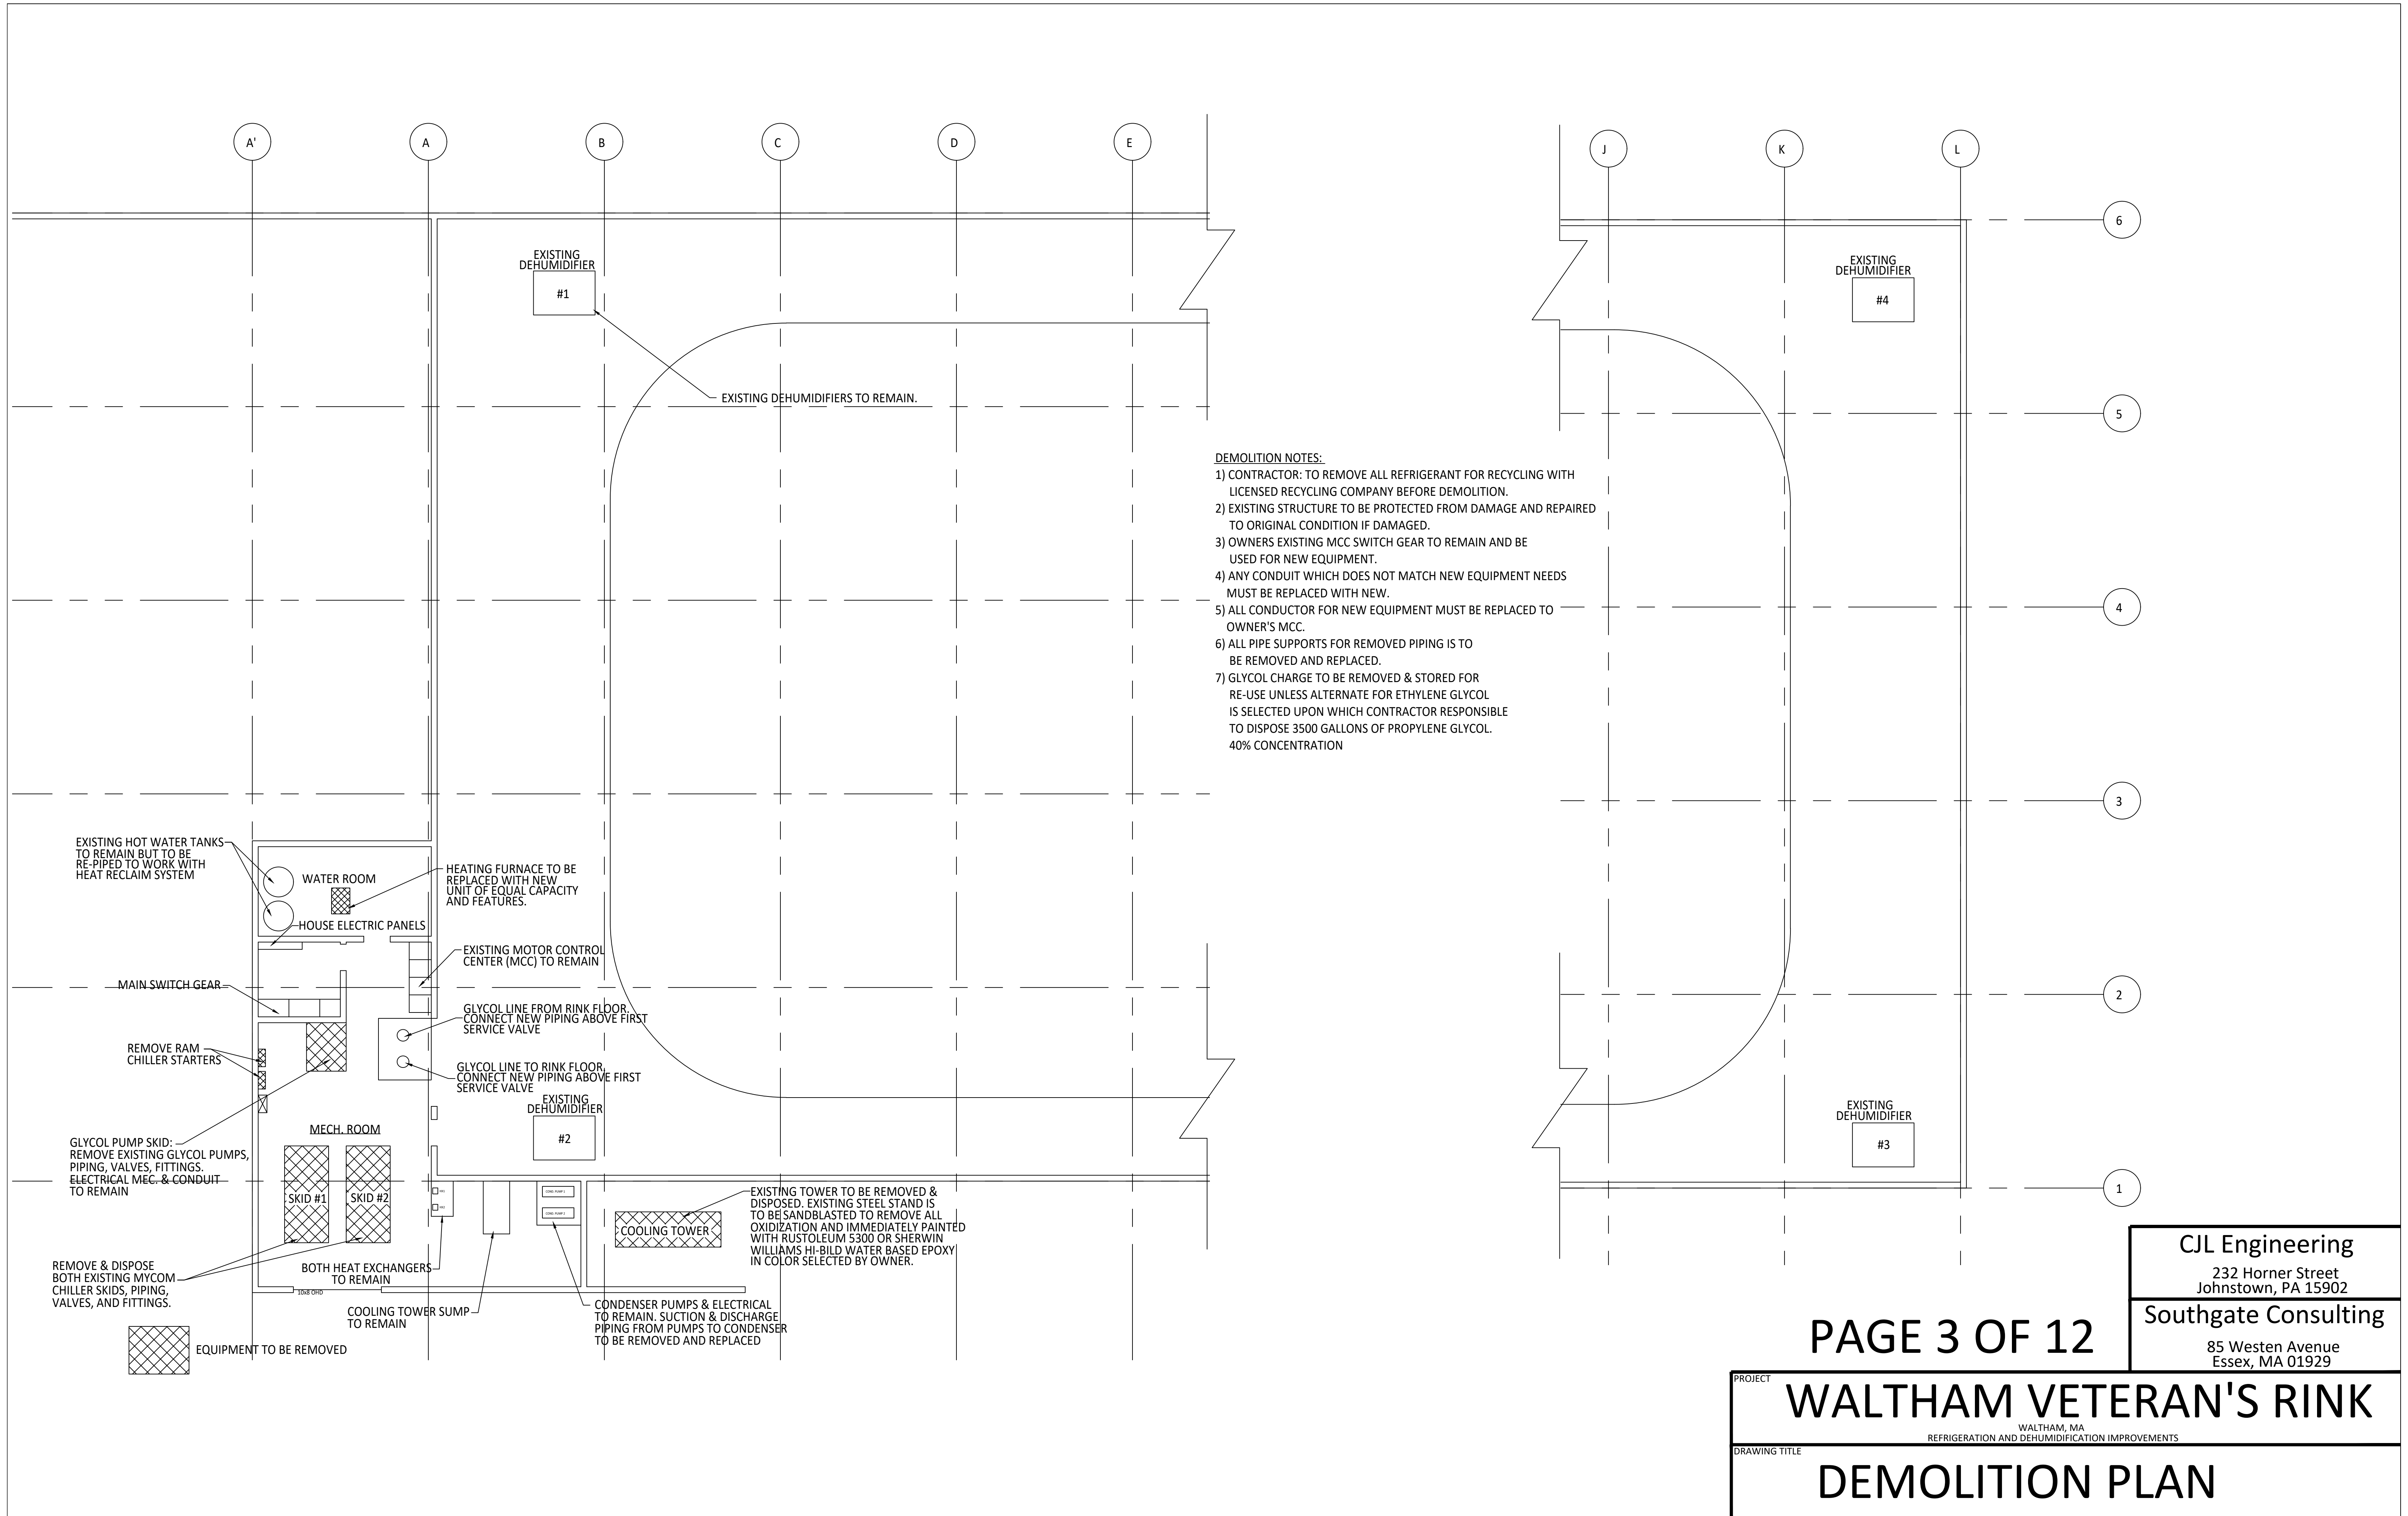 A'
A
B
C
D
E
J
K
L
6
5
4
3
2
1
EXISTING
DEHUMIDIFIER
#1
EXISTING
DEHUMIDIFIER
#4
EXISTING DEHUMIDIFIERS TO REMAIN.
DEMOLITION NOTES:
1) CONTRACTOR: TO REMOVE ALL REFRIGERANT FOR RECYCLING WITH
LICENSED RECYCLING COMPANY BEFORE DEMOLITION.
2) EXISTING STRUCTURE TO BE PROTECTED FROM DAMAGE AND REPAIRED
TO ORIGINAL CONDITION IF DAMAGED.
3) OWNERS EXISTING MCC SWITCH GEAR TO REMAIN AND BE
USED FOR NEW EQUIPMENT.
4) ANY CONDUIT WHICH DOES NOT MATCH NEW EQUIPMENT NEEDS
MUST BE REPLACED WITH NEW.
5) ALL CONDUCTOR FOR NEW EQUIPMENT MUST BE REPLACED TO
OWNER'S MCC.
6) ALL PIPE SUPPORTS FOR REMOVED PIPING IS TO
BE REMOVED AND REPLACED.
7) GLYCOL CHARGE TO BE REMOVED & STORED FOR
RE-USE UNLESS ALTERNATE FOR ETHYLENE GLYCOL
IS SELECTED UPON WHICH CONTRACTOR RESPONSIBLE
TO DISPOSE 3500 GALLONS OF PROPYLENE GLYCOL.
40% CONCENTRATION
EXISTING HOT WATER TANKS
TO REMAIN BUT TO BE
RE-PIPED TO WORK WITH
HEAT RECLAIM SYSTEM
WATER ROOM
HEATING FURNACE TO BE
REPLACED WITH NEW
UNIT OF EQUAL CAPACITY
AND FEATURES.
HOUSE ELECTRIC PANELS
EXISTING MOTOR CONTROL
CENTER (MCC) TO REMAIN
MAIN SWITCH GEAR
GLYCOL LINE FROM RINK FLOOR.
CONNECT NEW PIPING ABOVE FIRST
SERVICE VALVE
REMOVE RAM
CHILLER STARTERS
GLYCOL LINE TO RINK FLOOR.
CONNECT NEW PIPING ABOVE FIRST
SERVICE VALVE
EXISTING
DEHUMIDIFIER
#2
EXISTING
DEHUMIDIFIER
#3
MECH. ROOM
GLYCOL PUMP SKID:
REMOVE EXISTING GLYCOL PUMPS,
PIPING, VALVES, FITTINGS.
ELECTRICAL MEC. & CONDUIT
TO REMAIN
SKID #1
SKID #2
HX1
HX2
COND. PUMP 1
COND. PUMP 2
COOLING TOWER
EXISTING TOWER TO BE REMOVED &
DISPOSED. EXISTING STEEL STAND IS
TO BE SANDBLASTED TO REMOVE ALL
OXIDIZATION AND IMMEDIATELY PAINTED
WITH RUSTOLEUM 5300 OR SHERWIN
WILLIAMS HI-BILD WATER BASED EPOXY
IN COLOR SELECTED BY OWNER.
REMOVE & DISPOSE
BOTH EXISTING MYCOM
CHILLER SKIDS, PIPING,
VALVES, AND FITTINGS.
BOTH HEAT EXCHANGERS
TO REMAIN
10x8 OHD
COOLING TOWER SUMP
TO REMAIN
CONDENSER PUMPS & ELECTRICAL
TO REMAIN. SUCTION & DISCHARGE
PIPING FROM PUMPS TO CONDENSER
TO BE REMOVED AND REPLACED
EQUIPMENT TO BE REMOVED
PAGE 3 OF 12
CJL Engineering
232 Horner Street
Johnstown, PA 15902
Southgate Consulting
85 Westen Avenue
Essex, MA 01929
PROJECT
WALTHAM VETERAN'S RINK
WALTHAM, MA
REFRIGERATION AND DEHUMIDIFICATION IMPROVEMENTS
DRAWING TITLE
DEMOLITION PLAN